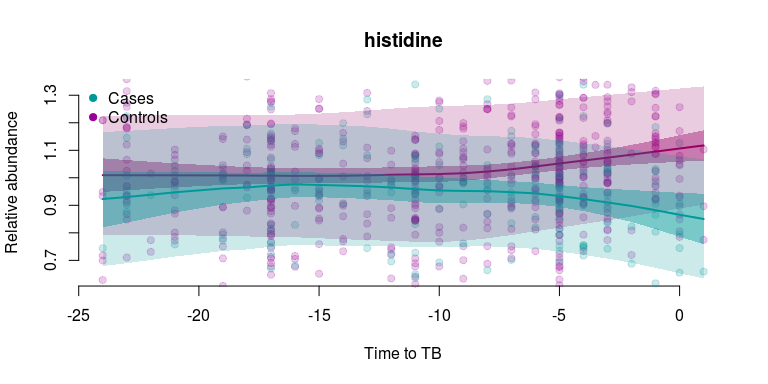 histidine
Cases
Controls
Relative abundance
1.3
1.1
0.9
0.7
-25 -20 -15 -10 -5 0
Time to TB